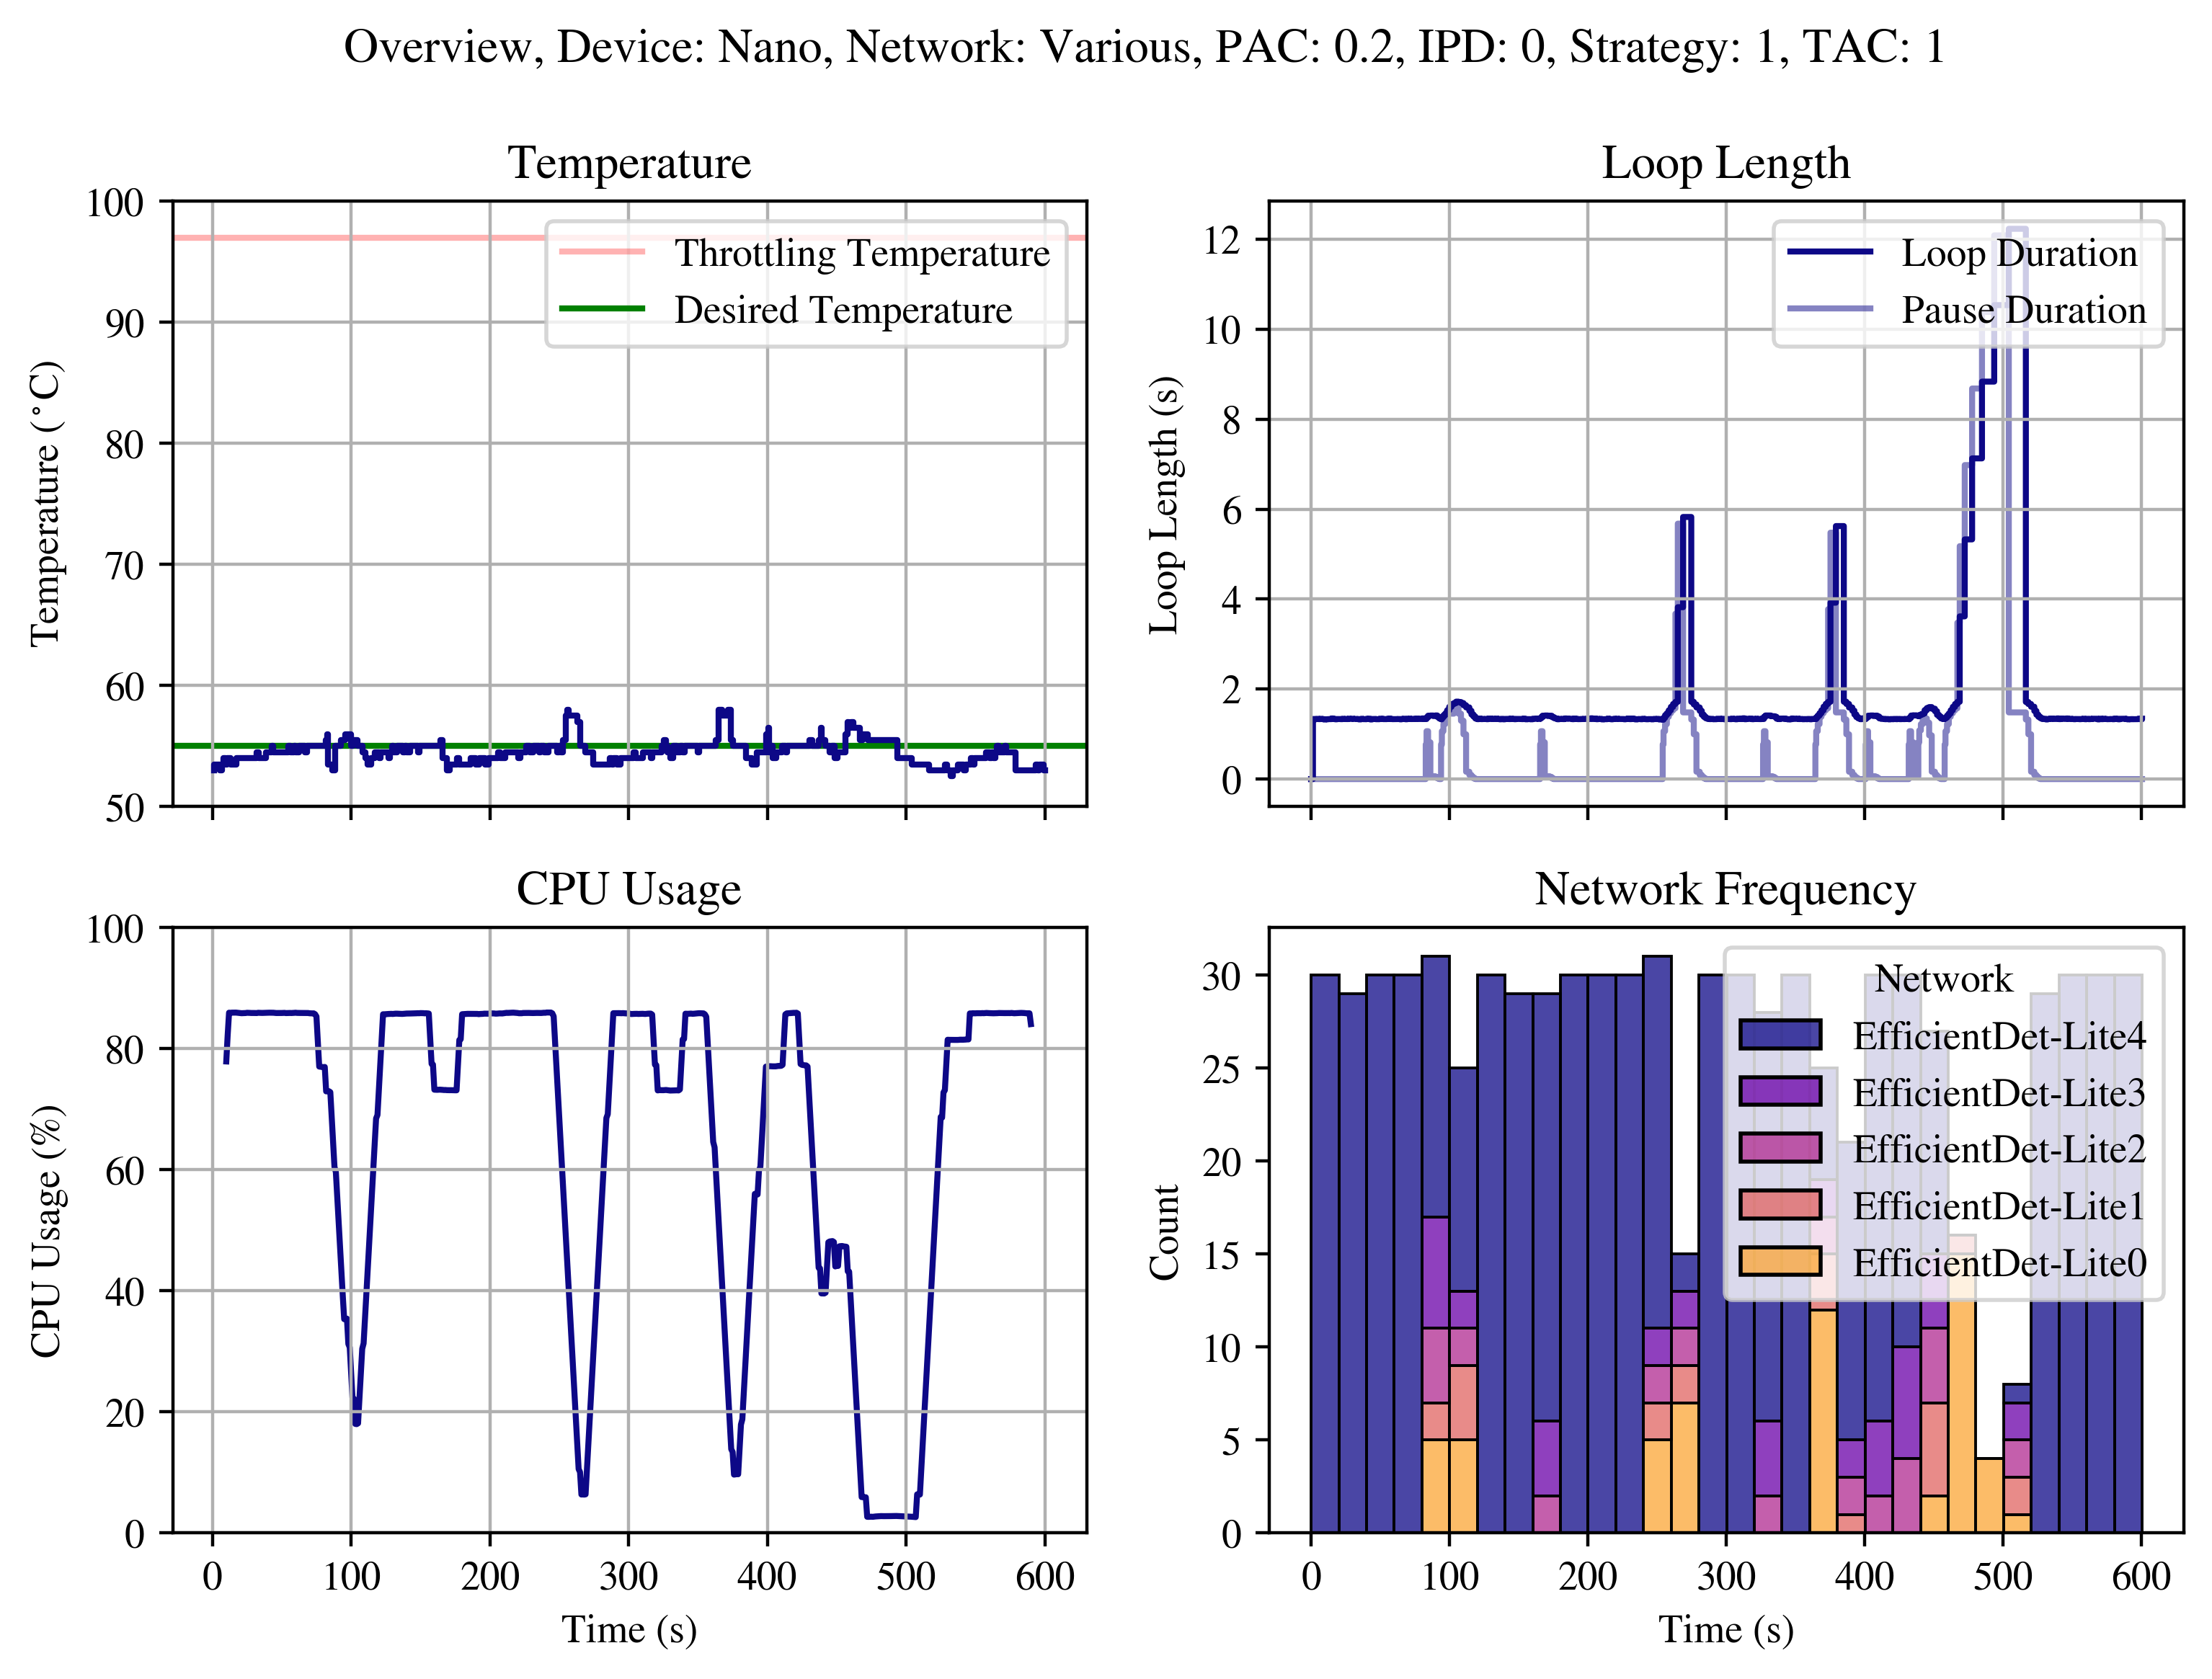 Overview, Device: Nano, Network: Various, PAC: 0.2, IPD: 0, Strategy: 1, TAC: 1
Temperature
100
90
80
70
60
50
Temperature (°C)
Throttling Temperature
Desired Temperature
Loop Length
12
10
8
6
4
2
0
Loop Length (s)
Loop Duration
Pause Duration
CPU Usage
100
80
60
40
20
0
CPU Usage (%)
0 100 200 300 400 500 600
Time (s)
Network Frequency
30
25
20
15
10
5
0
Count
Network
EfficientDet-Lite4
EfficientDet-Lite3
EfficientDet-Lite2
EfficientDet-Lite1
EfficientDet-Lite0
0 100 200 300 400 500 600
Time (s)